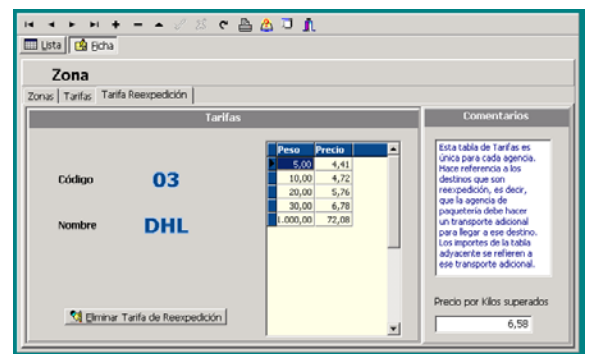 Lista Ficha
Zona
Zonas Tarifas Tarifa Reexpedición
Tarifas
Comentarios
Peso Precio
5,00 4,41
10,00 4,72
20,00 5,76
30,00 6,78
1.000,00 72,08
Código 03
Nombre DHL
Eliminar Tarifa de Reexpedición
Esta tabla de Tarifas es
única para cada agencia.
Hace referencia a los
destinos que son
reexpedición, es decir,
que la agencia de
paquetería debe hacer
un transporte adicional
para llegar a ese destino.
Los importes de la tabla
adyacente se refieren a
ese transporte adicional.
Precio por Kilos superados
6,58